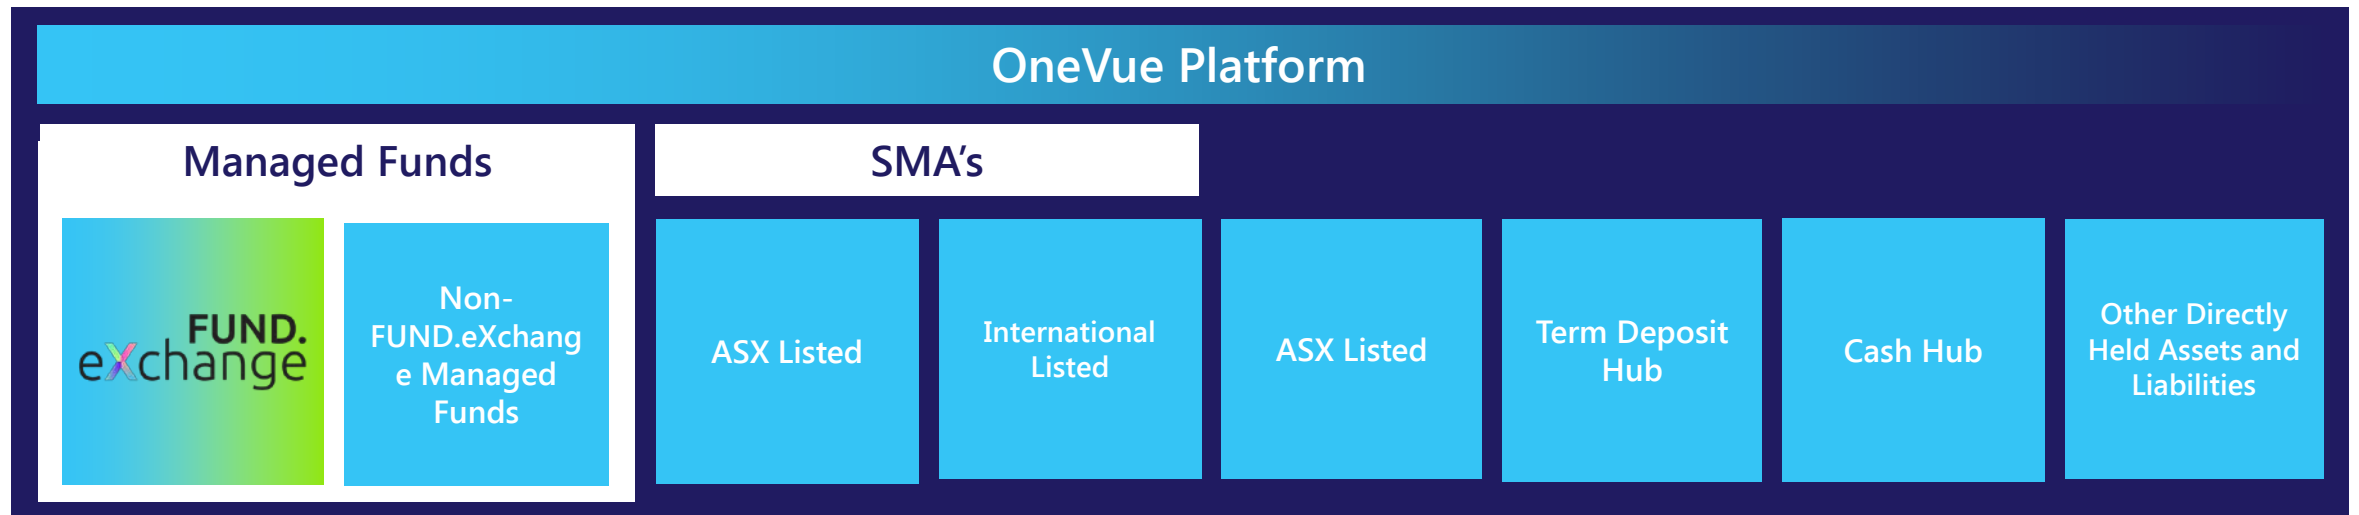 OneVue Platform
Managed Funds
SMA’s
FUND.
eXchange
Non-
FUND.eXchang
e Managed
Funds
ASX Listed
International
Listed
ASX Listed
Term Deposit
Hub
Cash Hub
Other Directly
Held Assets and
Liabilities